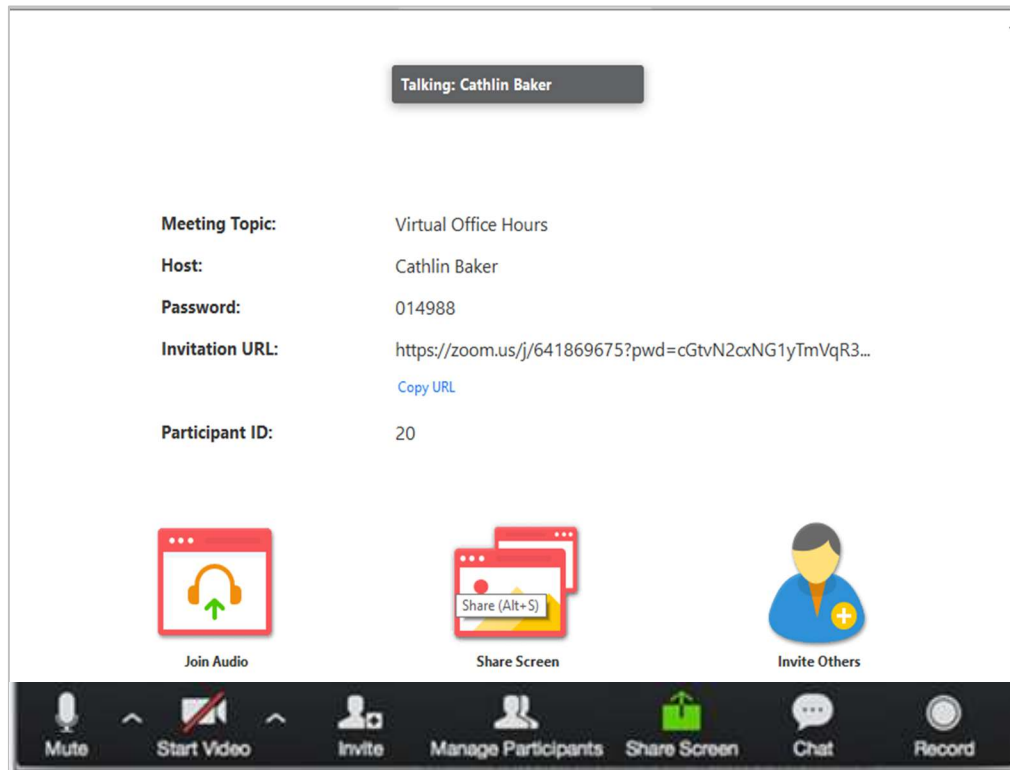 Talking: Cathlin Baker
Meeting Topic: Virtual Office Hours
Host: Cathlin Baker
Password: 014988
Invitation URL: https://zoom.us/j/641869675?pwd=cGtvN2cxNG1yTmVqR3...
Copy URL
Participant ID: 20
Share (Alt+S)
Join Audio Share Screen Invite Others
Mute Start Video Invite Manage Participants Share Screen Chat Record